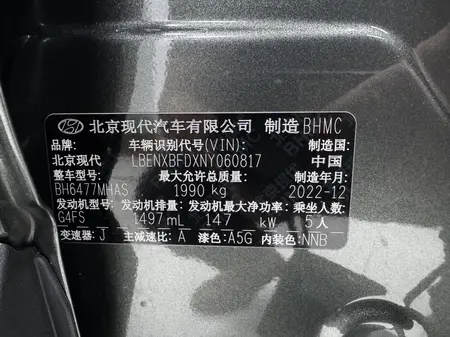 北京现代汽车有限公司 制造 BHMC
品牌: 车辆识别代号(VIN): 制造国:
北京现代 LBENXBFDXNY060817 中国
整车型号: 最大允许总质量: 制造年月:
BH6477MHAS 1990 kg 2022-12
发动机型号: 发动机排量: 发动机最大净功率: 乘坐人数
G4FS 1497 mL 147 kW 5人
变速器: J 主减速比: A 漆色: A5G 内装色: NNB